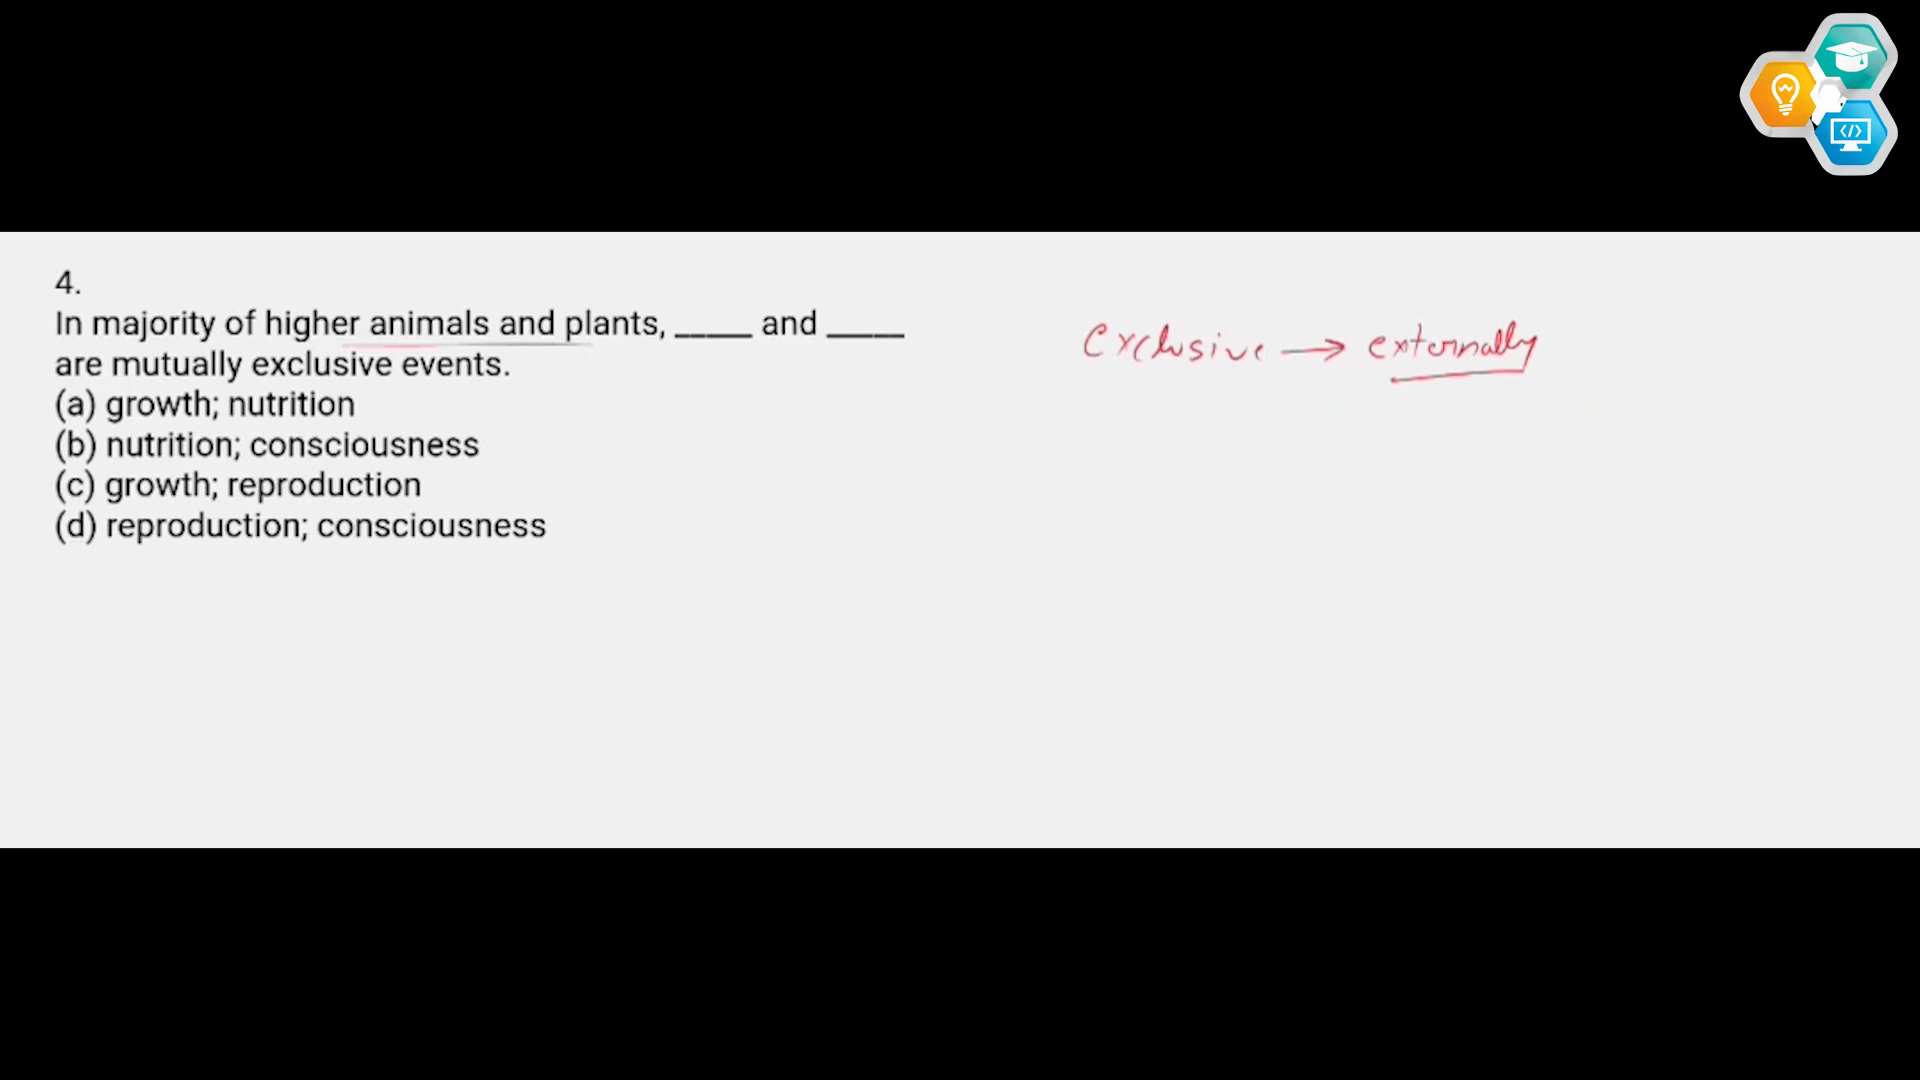 4.
In majority of higher animals and plants, _____ and _____
are mutually exclusive events.
(a) growth; nutrition
(b) nutrition; consciousness
(c) growth; reproduction
(d) reproduction; consciousness
Exclusive → externally